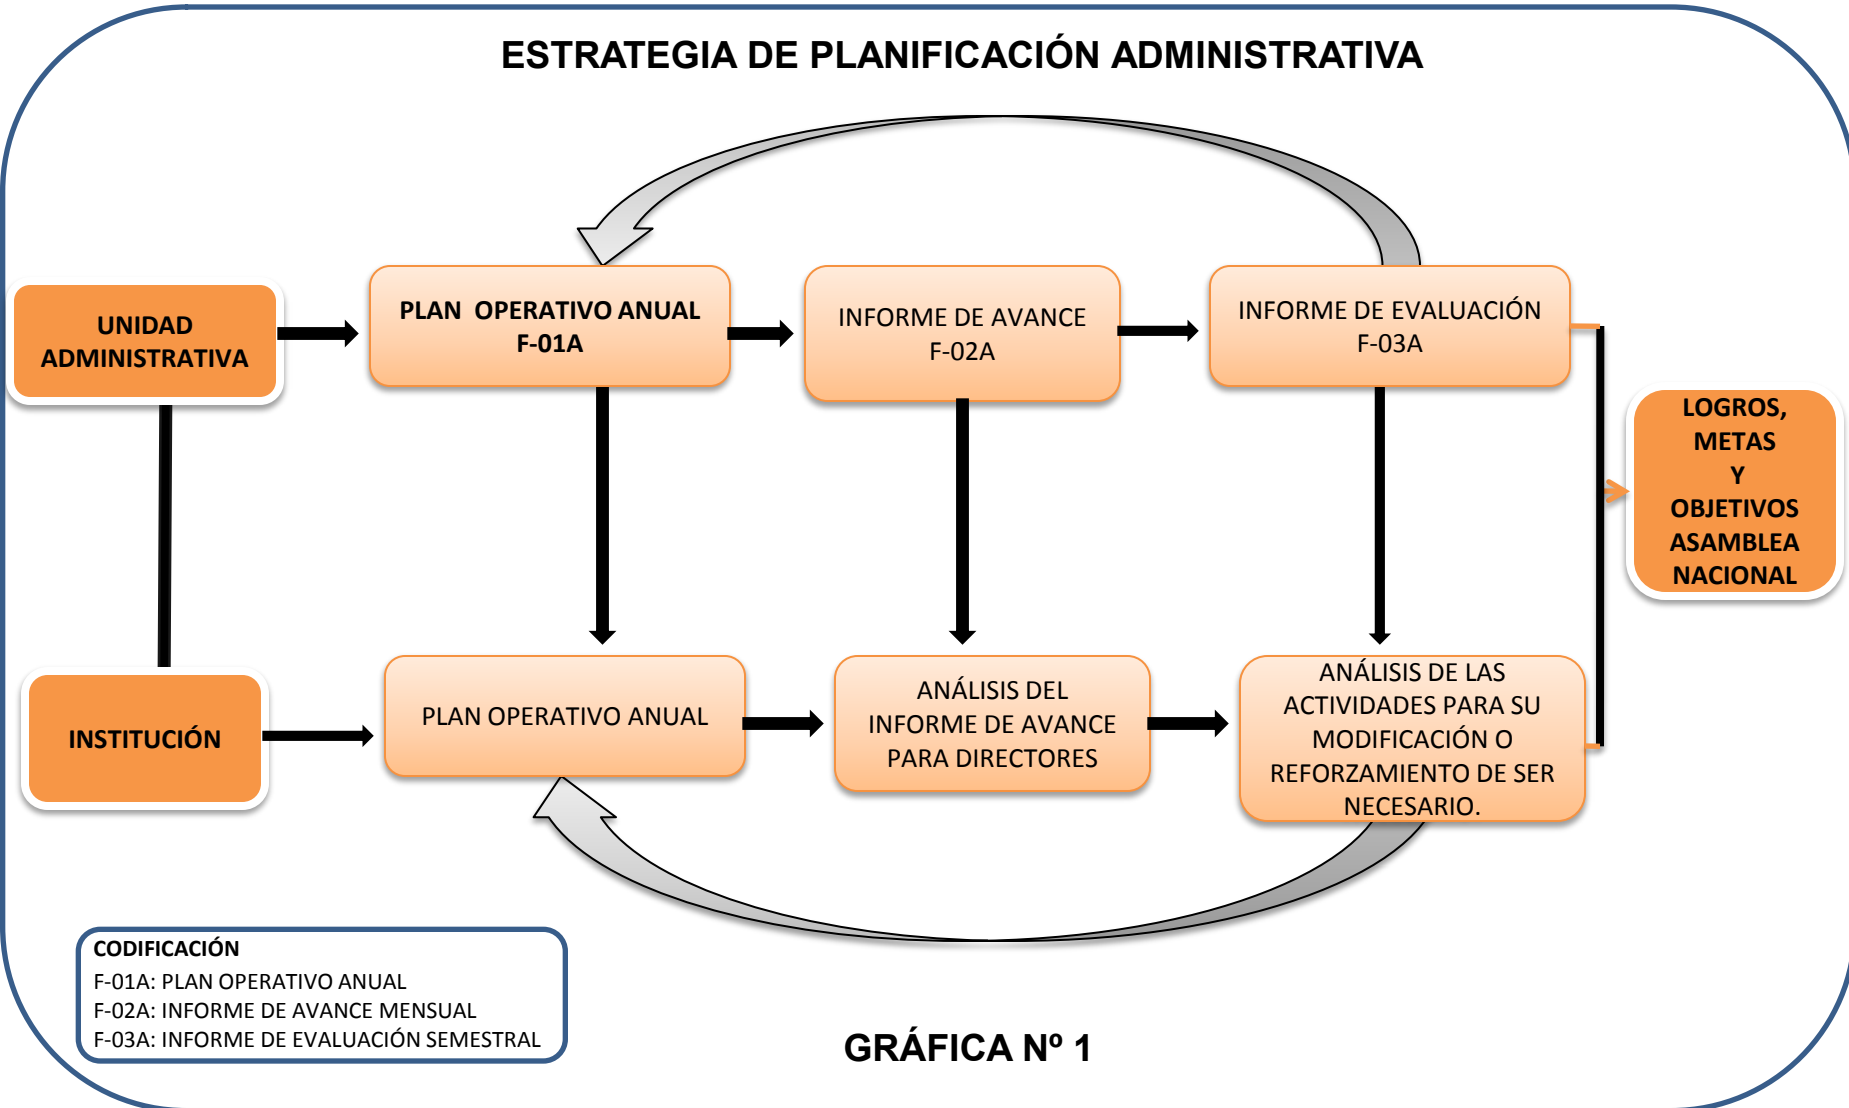 ESTRATEGIA DE PLANIFICACIÓN ADMINISTRATIVA
UNIDAD
ADMINISTRATIVA
PLAN OPERATIVO ANUAL
F-01A
INFORME DE AVANCE
F-02A
INFORME DE EVALUACIÓN
F-03A
LOGROS,
METAS
Y
OBJETIVOS
ASAMBLEA
NACIONAL
INSTITUCIÓN
PLAN OPERATIVO ANUAL
ANÁLISIS DEL
INFORME DE AVANCE
PARA DIRECTORES
ANÁLISIS DE LAS
ACTIVIDADES PARA SU
MODIFICACIÓN O
REFORZAMIENTO DE SER
NECESARIO.
CODIFICACIÓN
F-01A: PLAN OPERATIVO ANUAL
F-02A: INFORME DE AVANCE MENSUAL
F-03A: INFORME DE EVALUACIÓN SEMESTRAL
GRÁFICA Nº 1